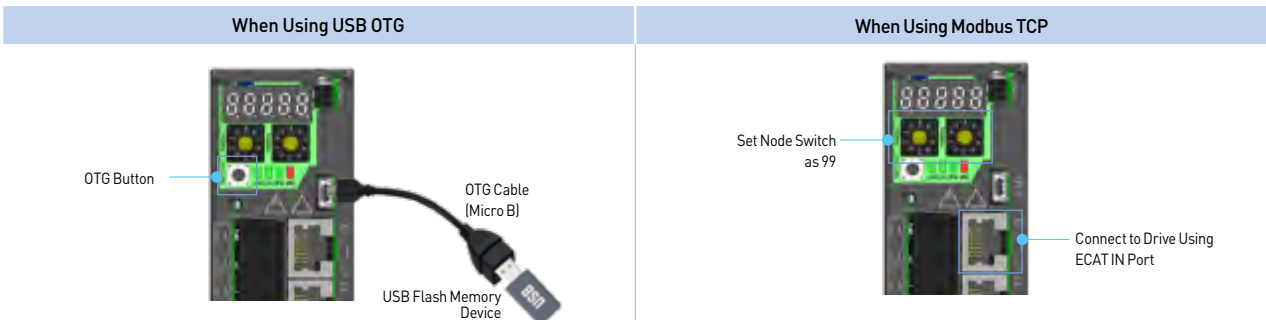 When Using USB OTG
When Using Modbus TCP
88888
OTG Button
OTG Cable
(Micro B)
USB Flash Memory
Device
USB
88888
Set Node Switch
as 99
Connect to Drive Using
ECAT IN Port